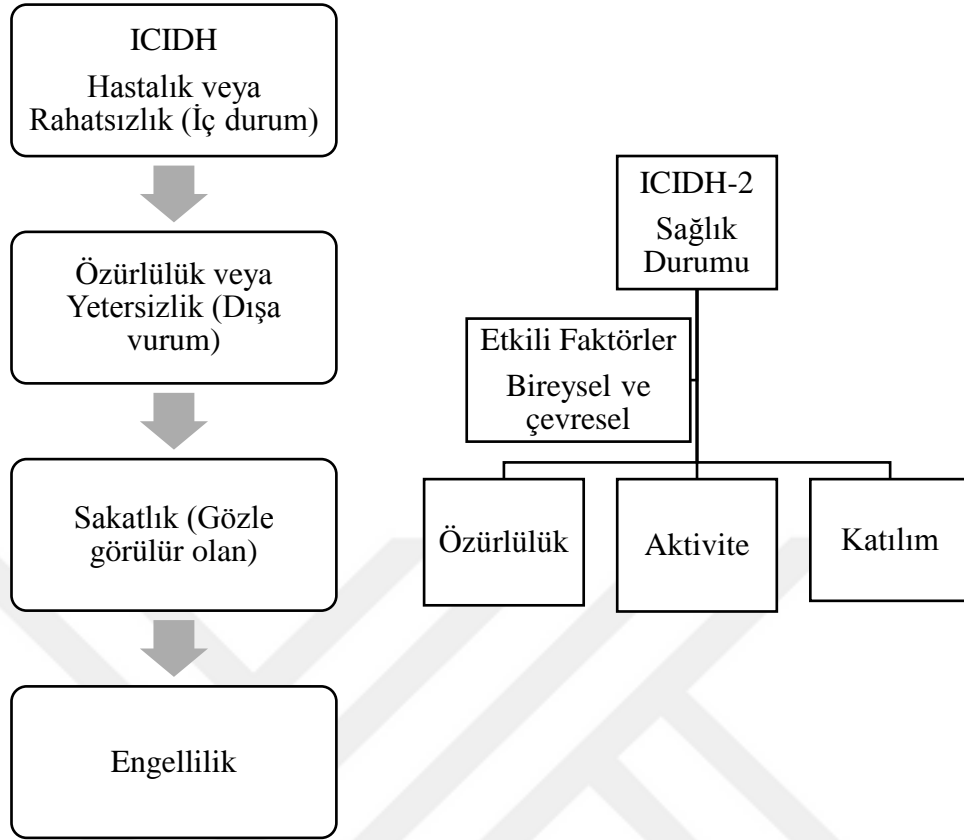 ICIDH
Hastalık veya
Rahatsızlık (İç durum)
Özürlülük veya
Yetersizlik (Dışa
vurum)
Sakatlık (Gözle
görülür olan)
Engellilik
ICIDH-2
Sağlık
Durumu
Etkili Faktörler
Bireysel ve
çevresel
Özürlülük
Aktivite
Katılım